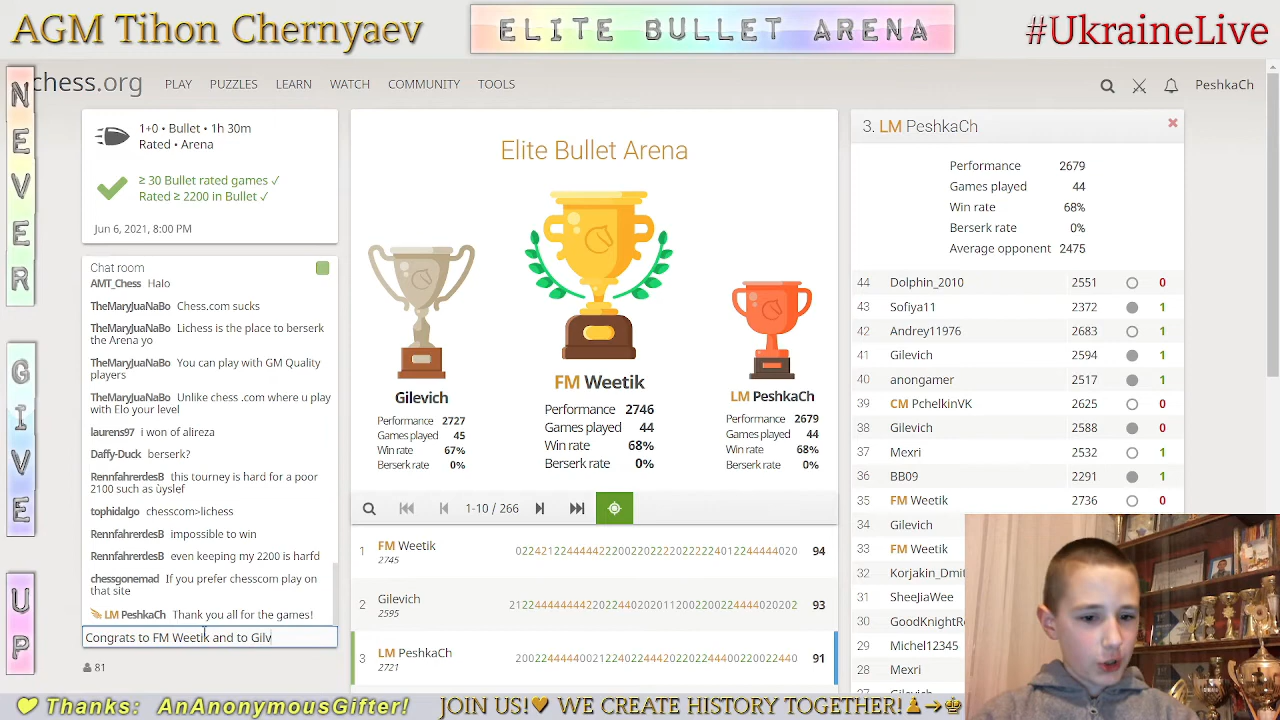 AGM Tihon Chernyaev
ELITE BULLET ARENA
#UkraineLive
NEVER
GIVE
UP
chess.org
PLAY
PUZZLES
LEARN
WATCH
COMMUNITY
TOOLS
PeshkaCh
1+0 • Bullet • 1h 30m
Rated • Arena
≥ 30 Bullet rated games ✓
Rated ≥ 2200 in Bullet ✓
Jun 6, 2021, 8:00 PM
Chat room
AMT_Chess Halo
TheMaryJuaNaBo Chess.com sucks
TheMaryJuaNaBo Lichess is the place to berserk
the Arena yo
TheMaryJuaNaBo You can play with GM Quality
players
TheMaryJuaNaBo Unlike chess .com where u play
with Elo your level
laurens97 i won of alireza
Daffy-Duck berserk?
RennfahrerdesB this tourney is hard for a poor
2100 such as üyslef
tophidalgo chesscom>lichess
RennfahrerdesB impossible to win
RennfahrerdesB even keeping my 2200 is harfd
chessgonemad If you prefer chesscom play on
that site
LM PeshkaCh Thank you all for the games!
Congrats to FM Weetik and to Gilv
81
Elite Bullet Arena
Gilevich
Performance 2727
Games played 45
Win rate 67%
Berserk rate 0%
FM Weetik
Performance 2746
Games played 44
Win rate 68%
Berserk rate 0%
LM PeshkaCh
Performance 2679
Games played 44
Win rate 68%
Berserk rate 0%
1-10 / 266
1 FM Weetik 94
2745
2 Gilevich 93
2595
3 LM PeshkaCh 91
2721
3. LM PeshkaCh
Performance 2679
Games played 44
Win rate 68%
Berserk rate 0%
Average opponent 2475
44 Dolphin_2010 2551 0
43 Sofiya11 2372 1
42 Andrey11976 2683 1
41 Gilevich 2594 1
40 anongamer 2517 1
39 CM PchelkinVK 2625 0
38 Gilevich 2588 0
37 Mexri 2532 1
36 BB09 2291 1
35 FM Weetik 2736 0
34 Gilevich
33 FM Weetik
32 Korjakin_Dmit
31 SheeJiaWee
30 GoodKnightR
29 Michel12345
28 Mexri
27 Gilevich
Thanks: AnAnonymousGifter!
JOIN US! WE CREATE HISTORY TOGETHER!